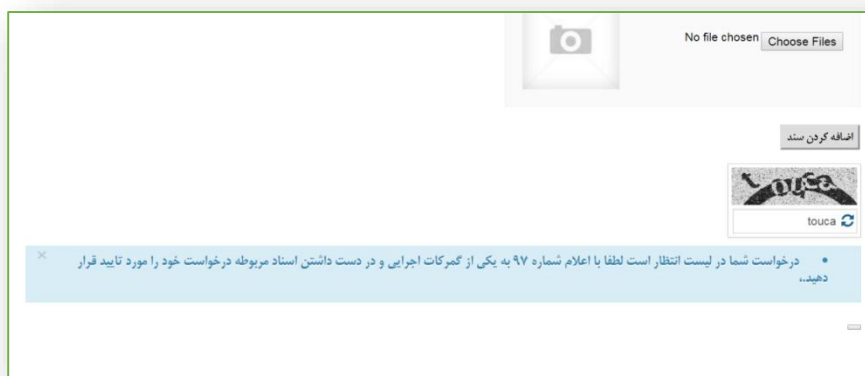 No file chosen Choose Files
اضافه کردن سند
touca
touca
× • درخواست شما در لیست انتظار است لطفا با اعلام شماره ۹۷ به یکی از گمرکات اجرایی و در دست داشتن اسناد مربوطه درخواست خود را مورد تایید قرار
دهید.،